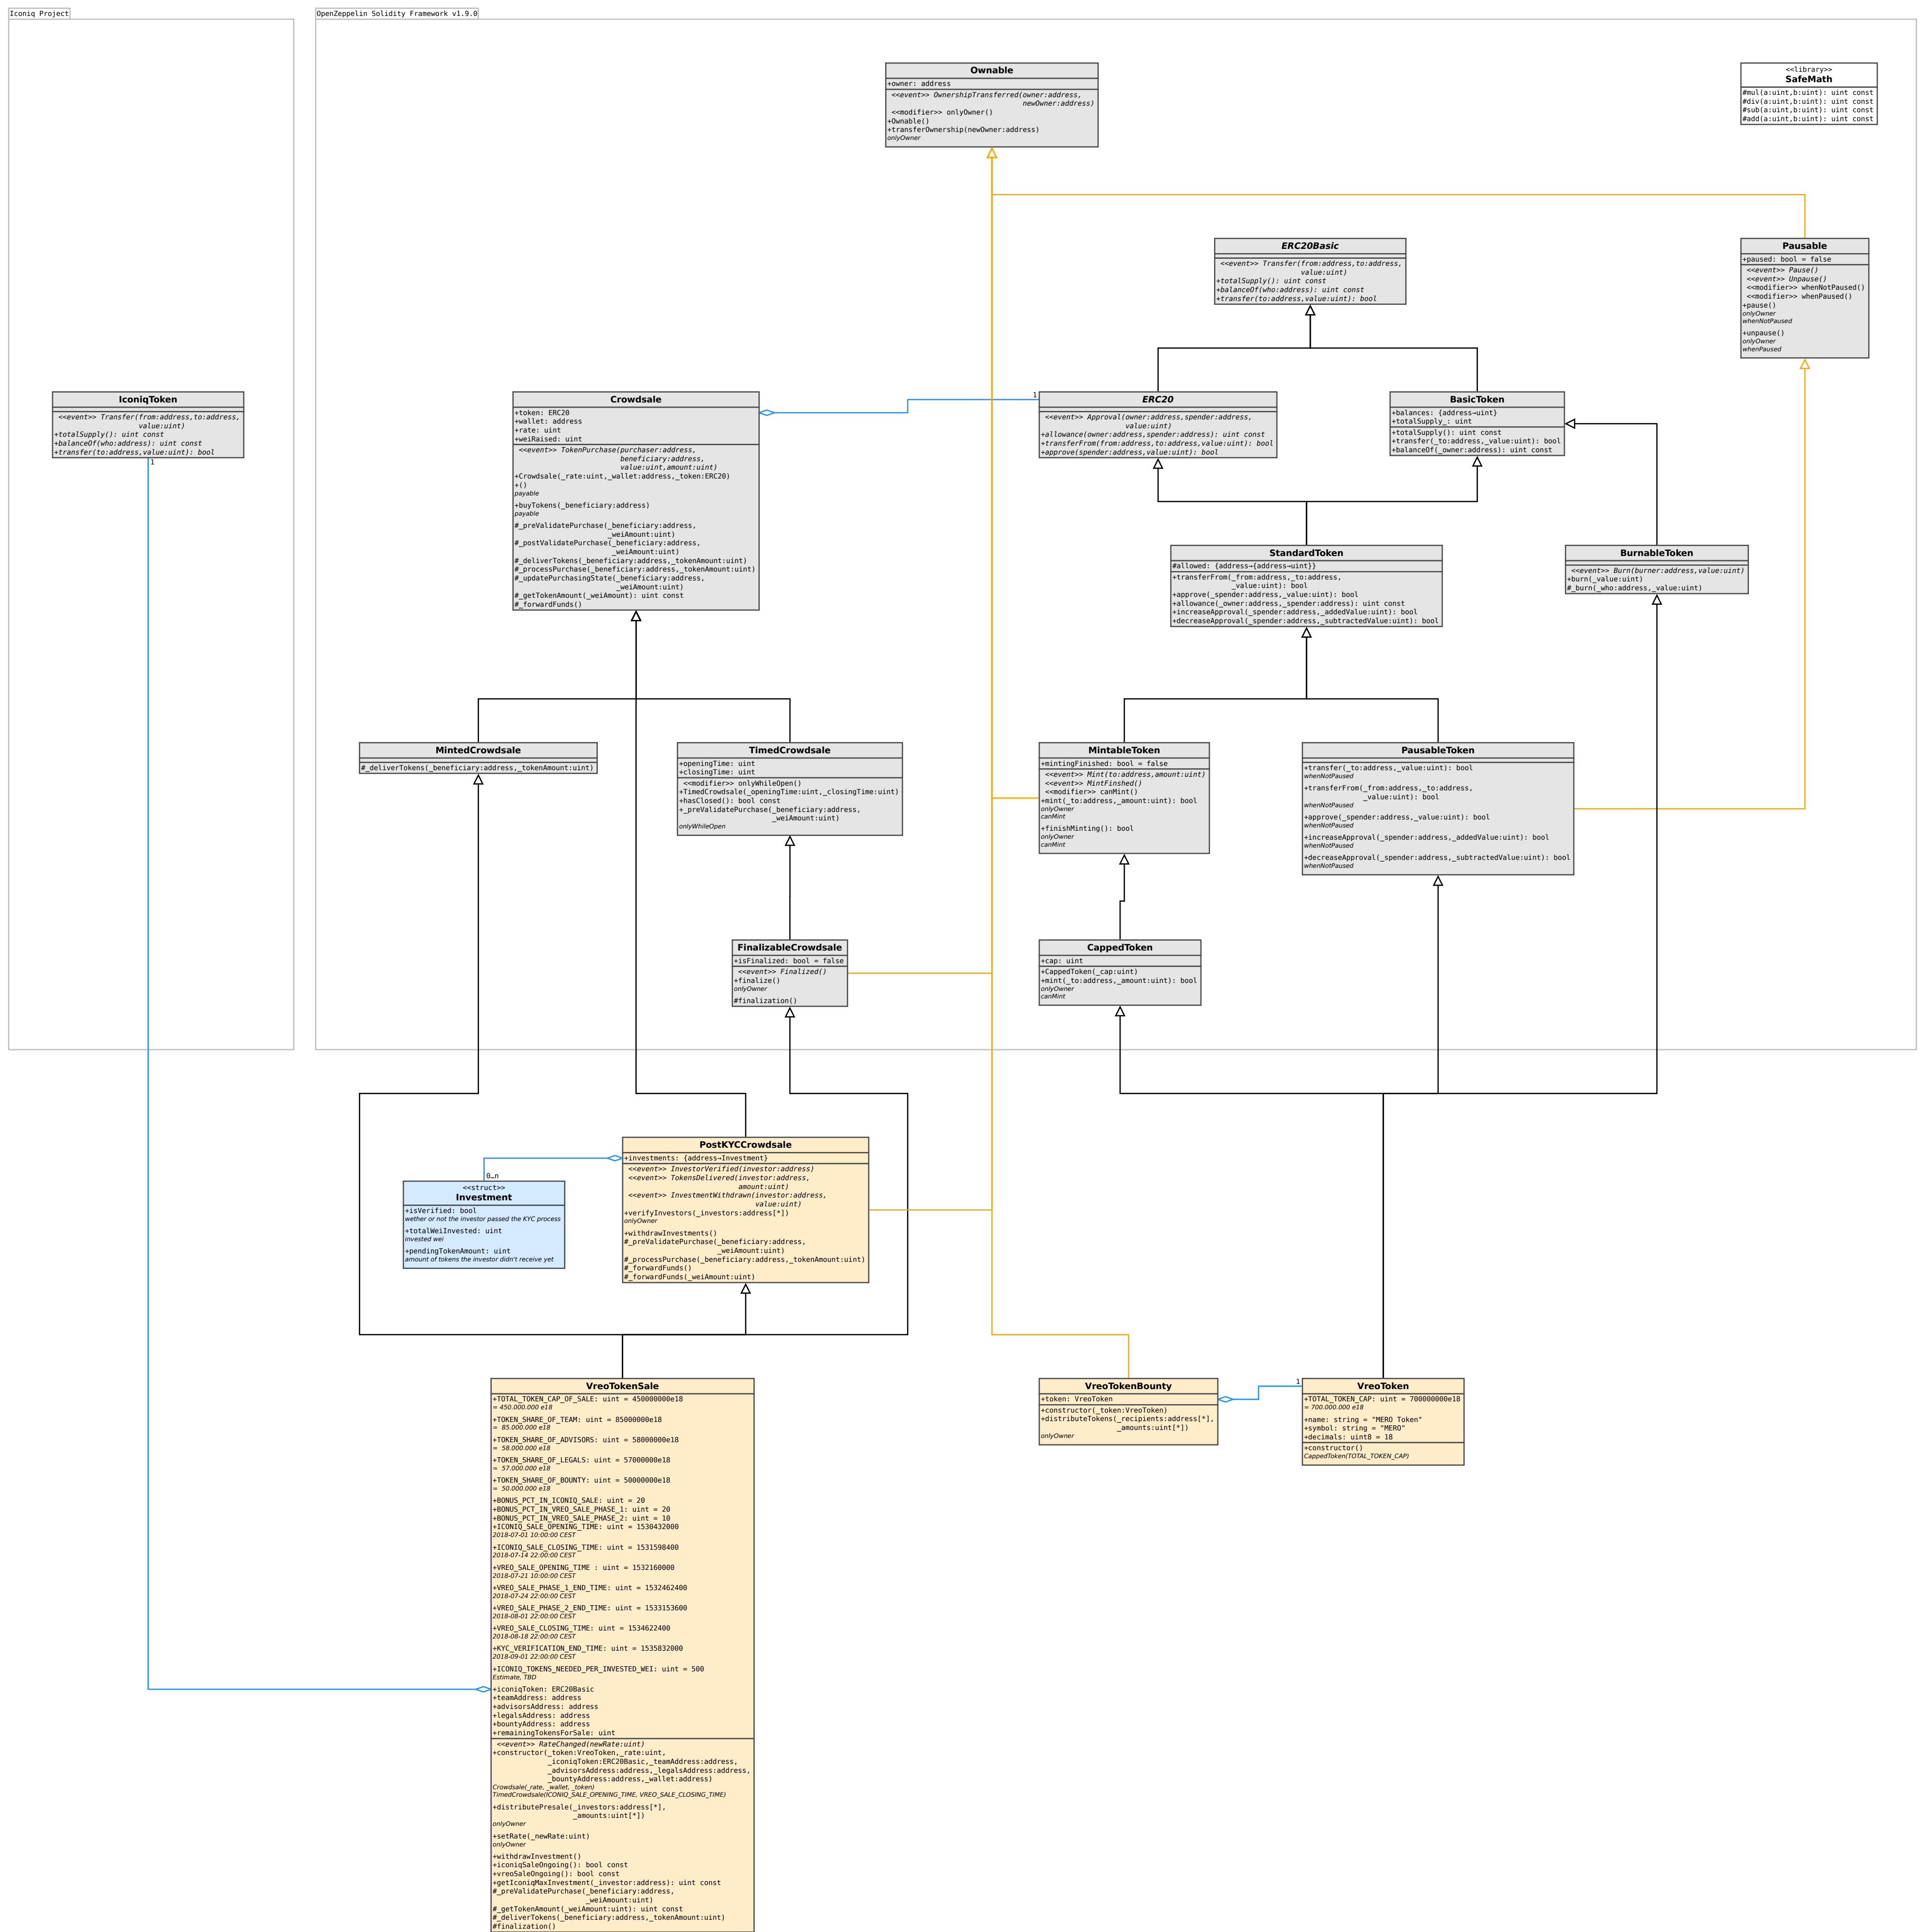 Iconiq Project
OpenZeppelin Solidity Framework v1.9.0
Ownable
+owner: address
<<event>> OwnershipTransferred(owner:address,
newOwner:address)
<<modifier>> onlyOwner()
+Ownable()
+transferOwnership(newOwner:address)
onlyOwner
<<library>>
SafeMath
#mul(a:uint,b:uint): uint const
#div(a:uint,b:uint): uint const
#sub(a:uint,b:uint): uint const
#add(a:uint,b:uint): uint const
ERC20Basic
<<event>> Transfer(from:address,to:address,
value:uint)
+totalSupply(): uint const
+balanceOf(who:address): uint const
+transfer(to:address,value:uint): bool
Pausable
+paused: bool = false
<<event>> Pause()
<<event>> Unpause()
<<modifier>> whenNotPaused()
<<modifier>> whenPaused()
+pause()
onlyOwner
whenNotPaused
+unpause()
onlyOwner
whenPaused
IconiqToken
<<event>> Transfer(from:address,to:address,
value:uint)
+totalSupply(): uint const
+balanceOf(who:address): uint const
+transfer(to:address,value:uint): bool
1
Crowdsale
+token: ERC20
+wallet: address
+rate: uint
+weiRaised: uint
<<event>> TokenPurchase(purchaser:address,
beneficiary:address,
value:uint,amount:uint)
+Crowdsale(_rate:uint,_wallet:address,_token:ERC20)
+()
payable
+buyTokens(_beneficiary:address)
payable
#_preValidatePurchase(_beneficiary:address,
_weiAmount:uint)
#_postValidatePurchase(_beneficiary:address,
_weiAmount:uint)
#_deliverTokens(_beneficiary:address,_tokenAmount:uint)
#_processPurchase(_beneficiary:address,_tokenAmount:uint)
#_updatePurchasingState(_beneficiary:address,
_weiAmount:uint)
#_getTokenAmount(_weiAmount): uint const
#_forwardFunds()
1
ERC20
<<event>> Approval(owner:address,spender:address,
value:uint)
+allowance(owner:address,spender:address): uint const
+transferFrom(from:address,to:address,value:uint): bool
+approve(spender:address,value:uint): bool
BasicToken
+balances: {address→uint}
+totalSupply_: uint
+totalSupply(): uint const
+transfer(_to:address,_value:uint): bool
+balanceOf(_owner:address): uint const
StandardToken
#allowed: {address→{address→uint}}
+transferFrom(_from:address,_to:address,
_value:uint): bool
+approve(_spender:address,_value:uint): bool
+allowance(_owner:address,_spender:address): uint const
+increaseApproval(_spender:address,_addedValue:uint): bool
+decreaseApproval(_spender:address,_subtractedValue:uint): bool
BurnableToken
<<event>> Burn(burner:address,value:uint)
+burn(_value:uint)
#_burn(_who:address,_value:uint)
MintedCrowdsale
#_deliverTokens(_beneficiary:address,_tokenAmount:uint)
TimedCrowdsale
+openingTime: uint
+closingTime: uint
<<modifier>> onlyWhileOpen()
+TimedCrowdsale(_openingTime:uint,_closingTime:uint)
+hasClosed(): bool const
+_preValidatePurchase(_beneficiary:address,
_weiAmount:uint)
onlyWhileOpen
MintableToken
+mintingFinished: bool = false
<<event>> Mint(to:address,amount:uint)
<<event>> MintFinshed()
<<modifier>> canMint()
+mint(_to:address,_amount:uint): bool
onlyOwner
canMint
+finishMinting(): bool
onlyOwner
canMint
PausableToken
+transfer(_to:address,_value:uint): bool
whenNotPaused
+transferFrom(_from:address,_to:address,
_value:uint): bool
whenNotPaused
+approve(_spender:address,_value:uint): bool
whenNotPaused
+increaseApproval(_spender:address,_addedValue:uint): bool
whenNotPaused
+decreaseApproval(_spender:address,_subtractedValue:uint): bool
whenNotPaused
FinalizableCrowdsale
+isFinalized: bool = false
<<event>> Finalized()
+finalize()
onlyOwner
#finalization()
CappedToken
+cap: uint
+CappedToken(_cap:uint)
+mint(_to:address,_amount:uint): bool
onlyOwner
canMint
PostKYCCrowdsale
+investments: {address→Investment}
<<event>> InvestorVerified(investor:address)
<<event>> TokensDelivered(investor:address,
amount:uint)
<<event>> InvestmentWithdrawn(investor:address,
value:uint)
+verifyInvestors(_investors:address[*])
onlyOwner
+withdrawInvestments()
#_preValidatePurchase(_beneficiary:address,
_weiAmount:uint)
#_processPurchase(_beneficiary:address,_tokenAmount:uint)
#_forwardFunds()
#_forwardFunds(_weiAmount:uint)
0…n
<<struct>>
Investment
+isVerified: bool
wether or not the investor passed the KYC process
+totalWeiInvested: uint
invested wei
+pendingTokenAmount: uint
amount of tokens the investor didn't receive yet
VreoTokenSale
+TOTAL_TOKEN_CAP_OF_SALE: uint = 450000000e18
= 450.000.000 e18
+TOKEN_SHARE_OF_TEAM: uint = 85000000e18
= 85.000.000 e18
+TOKEN_SHARE_OF_ADVISORS: uint = 58000000e18
= 58.000.000 e18
+TOKEN_SHARE_OF_LEGALS: uint = 57000000e18
= 57.000.000 e18
+TOKEN_SHARE_OF_BOUNTY: uint = 50000000e18
= 50.000.000 e18
+BONUS_PCT_IN_ICONIQ_SALE: uint = 20
+BONUS_PCT_IN_VREO_SALE_PHASE_1: uint = 20
+BONUS_PCT_IN_VREO_SALE_PHASE_2: uint = 10
+ICONIQ_SALE_OPENING_TIME: uint = 1530432000
2018-07-01 10:00:00 CEST
+ICONIQ_SALE_CLOSING_TIME: uint = 1531598400
2018-07-14 22:00:00 CEST
+VREO_SALE_OPENING_TIME : uint = 1532160000
2018-07-21 10:00:00 CEST
+VREO_SALE_PHASE_1_END_TIME: uint = 1532462400
2018-07-24 22:00:00 CEST
+VREO_SALE_PHASE_2_END_TIME: uint = 1533153600
2018-08-01 22:00:00 CEST
+VREO_SALE_CLOSING_TIME: uint = 1534622400
2018-08-18 22:00:00 CEST
+KYC_VERIFICATION_END_TIME: uint = 1535832000
2018-09-01 22:00:00 CEST
+ICONIQ_TOKENS_NEEDED_PER_INVESTED_WEI: uint = 500
Estimate, TBD
+iconiqToken: ERC20Basic
+teamAddress: address
+advisorsAddress: address
+legalsAddress: address
+bountyAddress: address
+remainingTokensForSale: uint
<<event>> RateChanged(newRate:uint)
+constructor(_token:VreoToken,_rate:uint,
_iconiqToken:ERC20Basic,_teamAddress:address,
_advisorsAddress:address,_legalsAddress:address,
_bountyAddress:address,_wallet:address)
Crowdsale(_rate, _wallet, _token)
TimedCrowdsale(ICONIQ_SALE_OPENING_TIME, VREO_SALE_CLOSING_TIME)
+distributePresale(_investors:address[*],
_amounts:uint[*])
onlyOwner
+setRate(_newRate:uint)
onlyOwner
+withdrawInvestment()
+iconiqSaleOngoing(): bool const
+vreoSaleOngoing(): bool const
+getIconiqMaxInvestment(_investor:address): uint const
#_preValidatePurchase(_beneficiary:address,
_weiAmount:uint)
#_getTokenAmount(_weiAmount:uint): uint const
#_deliverTokens(_beneficiary:address,_tokenAmount:uint)
#finalization()
VreoTokenBounty
+token: VreoToken
+constructor(_token:VreoToken)
+distributeTokens(_recipients:address[*],
_amounts:uint[*])
onlyOwner
1
VreoToken
+TOTAL_TOKEN_CAP: uint = 700000000e18
= 700.000.000 e18
+name: string = "MERO Token"
+symbol: string = "MERO"
+decimals: uint8 = 18
+constructor()
CappedToken(TOTAL_TOKEN_CAP)